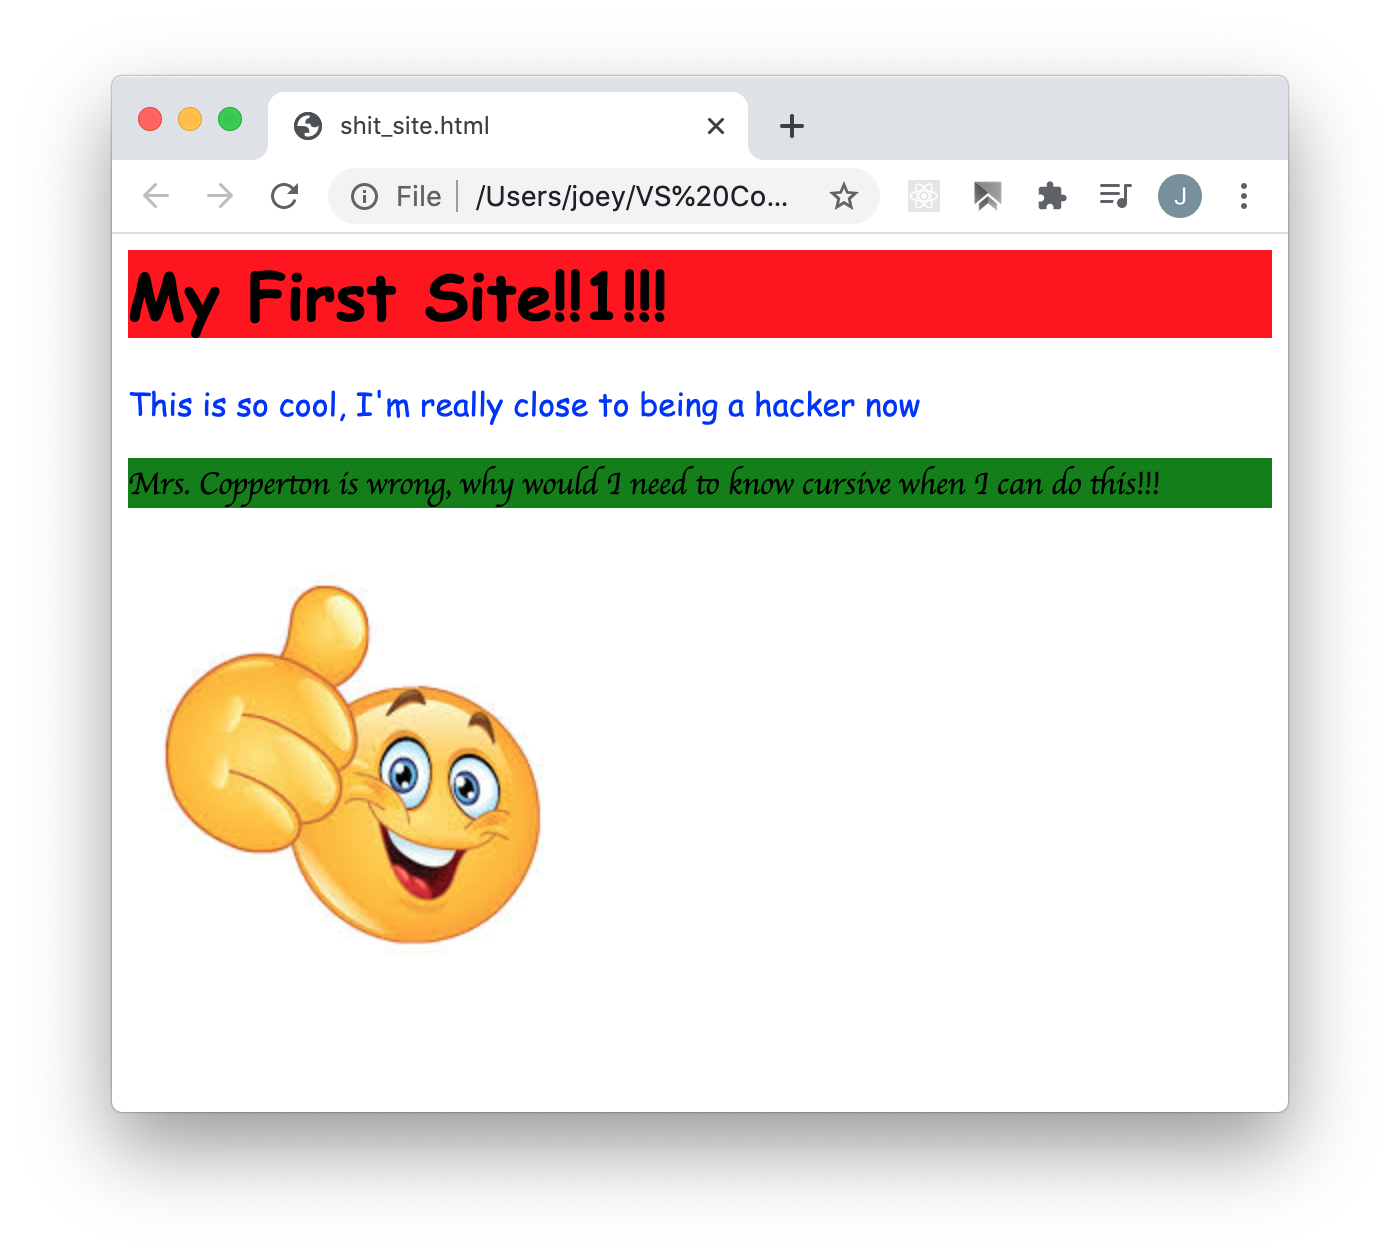 shit_site.html
File /Users/joey/VS%20Co...
J
My First Site!!1!!!
This is so cool, I'm really close to being a hacker now
Mrs. Copperton is wrong, why would I need to know cursive when I can do this!!!